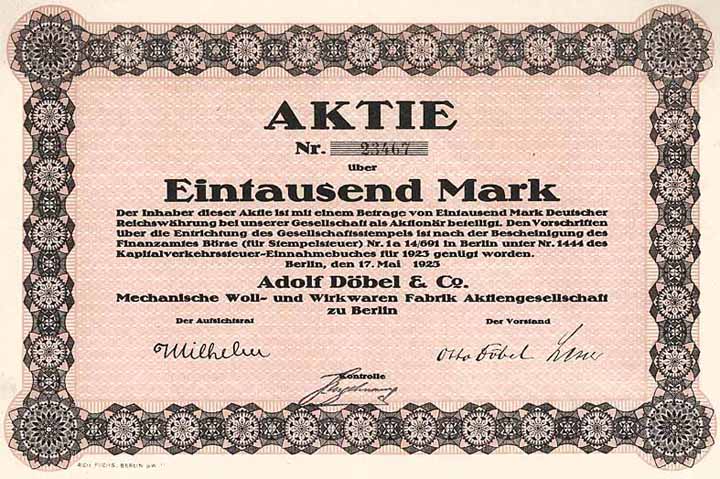 AKTIE
Nr. 23467
über
Eintausend Mark
Der Inhaber dieser Aktie ist mit einem Betrage von Eintausend Mark Deutscher
Reichswährung bei unserer Gesellschaft als Aktionär beteiligt. Den Vorschriften
über die Entrichtung des Gesellschaftsstempels ist nach der Bescheinigung des
Finanzamtes Börse (für Stempelsteuer) Nr. 1a 14/691 in Berlin unter Nr. 1444 des
Kapitalverkehrssteuer-Einnahmebuches für 1923 genügt worden.
Berlin, den 17. Mai 1923
Adolf Döbel & Co.
Mechanische Woll- und Wirkwaren Fabrik Aktiengesellschaft
zu Berlin
Der Aufsichtsrat Der Vorstand
Otto Döbel
Kontrolle
RICH. FUCHS, BERLIN SW